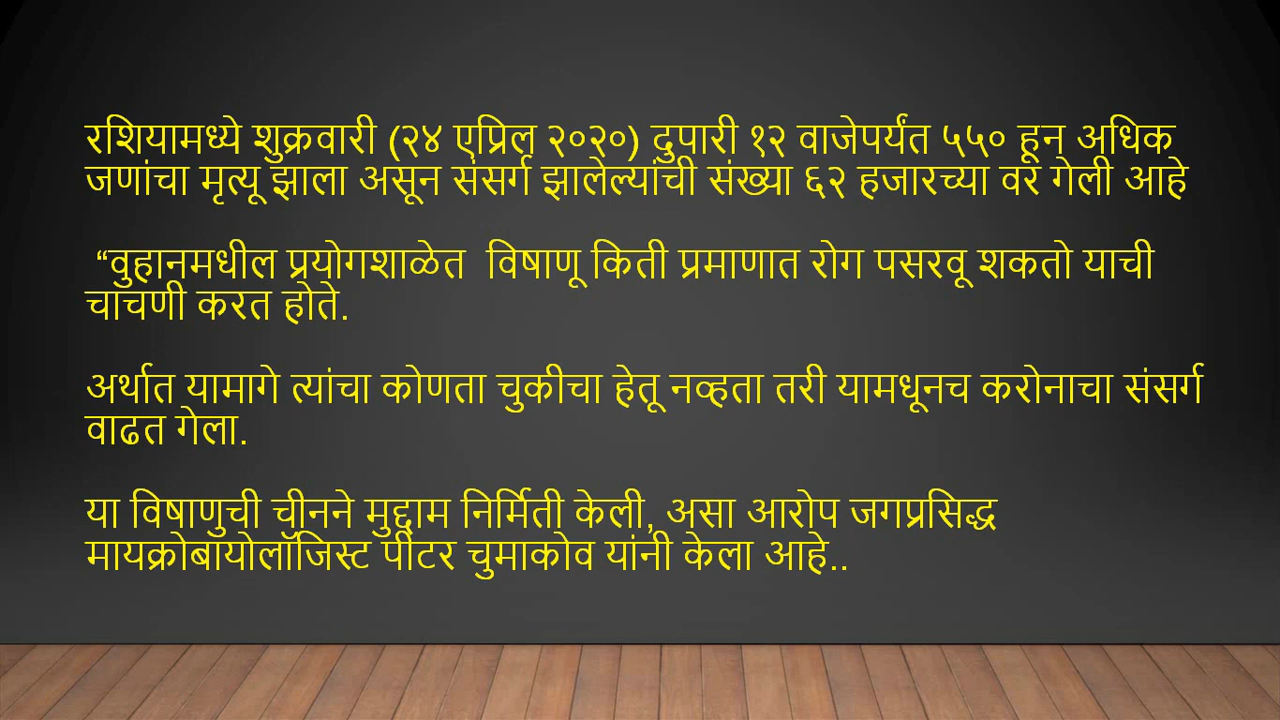 रशियामध्ये शुक्रवारी (२४ एप्रिल २०२०) दुपारी १२ वाजेपर्यंत ५५० हून अधिक
जणांचा मृत्यू झाला असून संसर्ग झालेल्यांची संख्या ६२ हजारच्या वर गेली आहे
“वुहानमधील प्रयोगशाळेत विषाणू किती प्रमाणात रोग पसरवू शकतो याची
चाचणी करत होते.
अर्थात यामागे त्यांचा कोणता चुकीचा हेतू नव्हता तरी यामधूनच करोनाचा संसर्ग
वाढत गेला.
या विषाणुची चीनने मुद्दाम निर्मिती केली, असा आरोप जगप्रसिद्ध
मायक्रोबायोलॉजिस्ट पीटर चुमाकोव यांनी केला आहे..